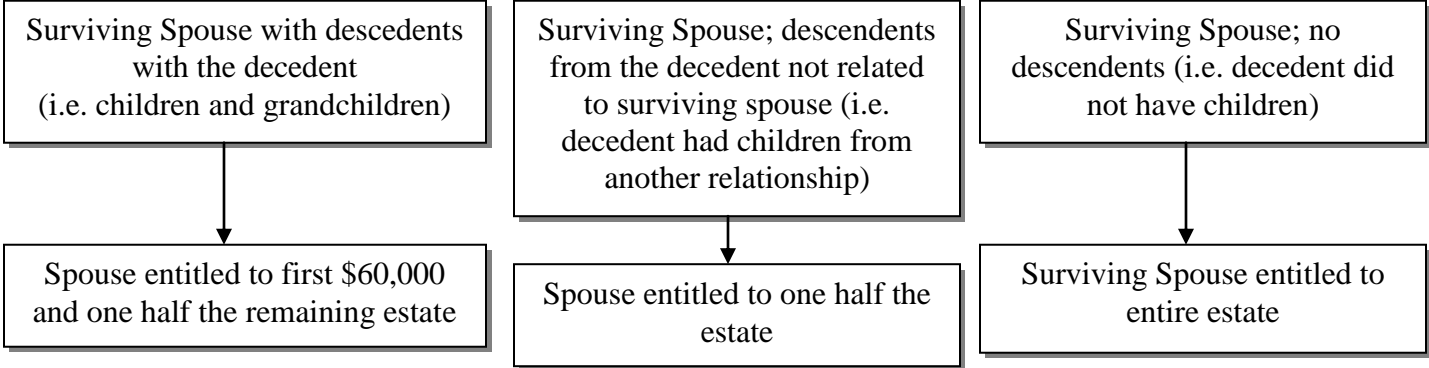 Surviving Spouse with descedents
with the decedent
(i.e. children and grandchildren)
Spouse entitled to first $60,000
and one half the remaining estate
Surviving Spouse; descendents
from the decedent not related
to surviving spouse (i.e.
decedent had children from
another relationship)
Spouse entitled to one half the
estate
Surviving Spouse; no
descendents (i.e. decedent did
not have children)
Surviving Spouse entitled to
entire estate